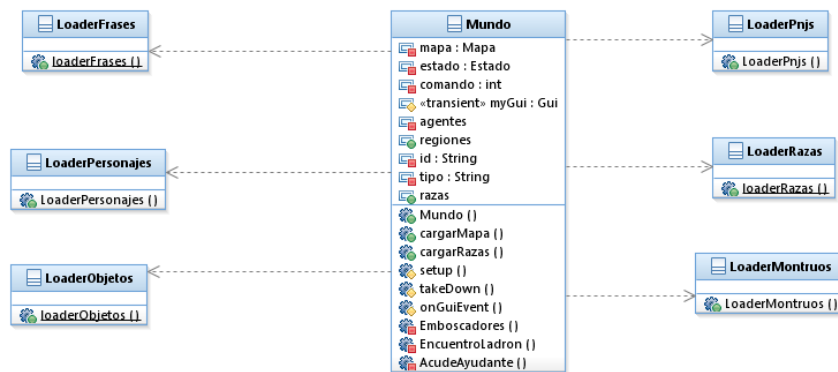 LoaderFrases
loaderFrases ()
LoaderPersonajes
LoaderPersonajes ()
LoaderObjetos
loaderObjetos ()
Mundo
mapa : Mapa
estado : Estado
comando : int
«transient» myGui : Gui
agentes
regiones
id : String
tipo : String
razas
Mundo ()
cargarMapa ()
cargarRazas ()
setup ()
takeDown ()
onGuiEvent ()
Emboscadores ()
EncuentroLadron ()
AcudeAyudante ()
LoaderPnjs
LoaderPnjs ()
LoaderRazas
loaderRazas ()
LoaderMontruos
LoaderMontruos ()